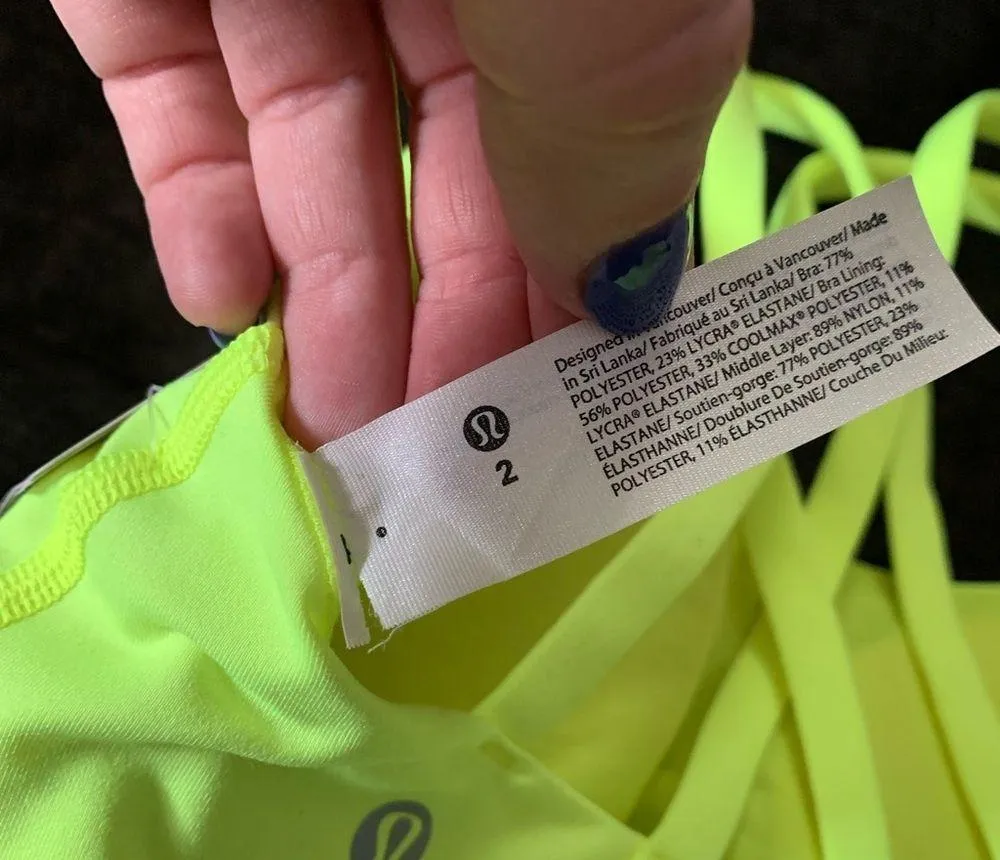 2
Designed in Vancouver/ Conçu à Vancouver/ Made
In Sri Lanka/ Fabriqué au Sri Lanka/ Bra: 77%
POLYESTER, 23% LYCRA® ELASTANE/ Bra Lining:
56% POLYESTER, 33% COOLMAX® POLYESTER, 11%
LYCRA® ELASTANE/ Middle Layer: 89% NYLON, 11%
ELASTANE/ Soutien-gorge: 77% POLYESTER, 23%
ÉLASTHANNE/ Doublure De Soutien-gorge: 89%
POLYESTER, 11% ÉLASTHANNE/ Couche Du Milieu: